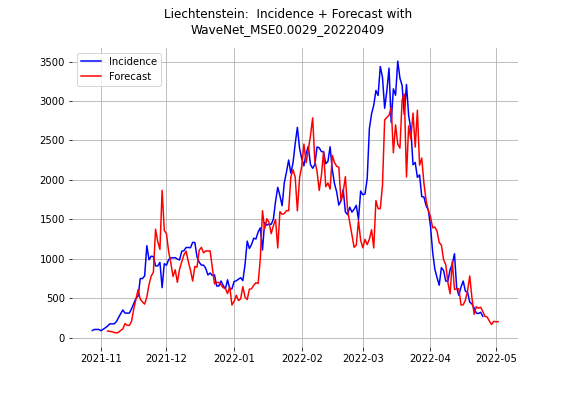 Liechtenstein:  Incidence + Forecast with
WaveNet_MSE0.0029_20220409
Incidence
Forecast
3500
3000
2500
2000
1500
1000
500
0
2021-11 2021-12 2022-01 2022-02 2022-03 2022-04 2022-05